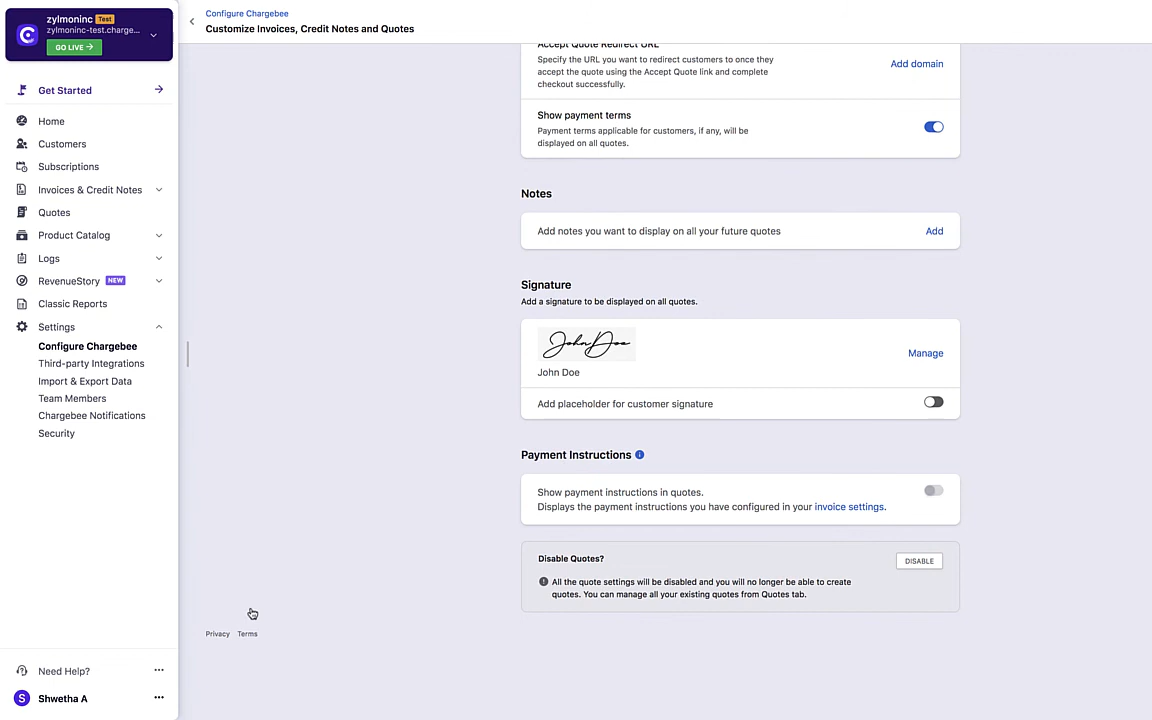 zylmoninc Test
zylmoninc-test.charge...
GO LIVE →
Get Started
Home
Customers
Subscriptions
Invoices & Credit Notes
Quotes
Product Catalog
Logs
RevenueStory NEW
Classic Reports
Settings
Configure Chargebee
Third-party Integrations
Import & Export Data
Team Members
Chargebee Notifications
Security
Need Help?
S Shwetha A
Configure Chargebee
Customize Invoices, Credit Notes and Quotes
Accept Quote Redirect URL
Specify the URL you want to redirect customers to once they
accept the quote using the Accept Quote link and complete
checkout successfully.
Add domain
Show payment terms
Payment terms applicable for customers, if any, will be
displayed on all quotes.
Notes
Add notes you want to display on all your future quotes
Add
Signature
Add a signature to be displayed on all quotes.
John Doe
John Doe
Manage
Add placeholder for customer signature
Payment Instructions
Show payment instructions in quotes.
Displays the payment instructions you have configured in your invoice settings.
Disable Quotes?
DISABLE
All the quote settings will be disabled and you will no longer be able to create
quotes. You can manage all your existing quotes from Quotes tab.
Privacy Terms